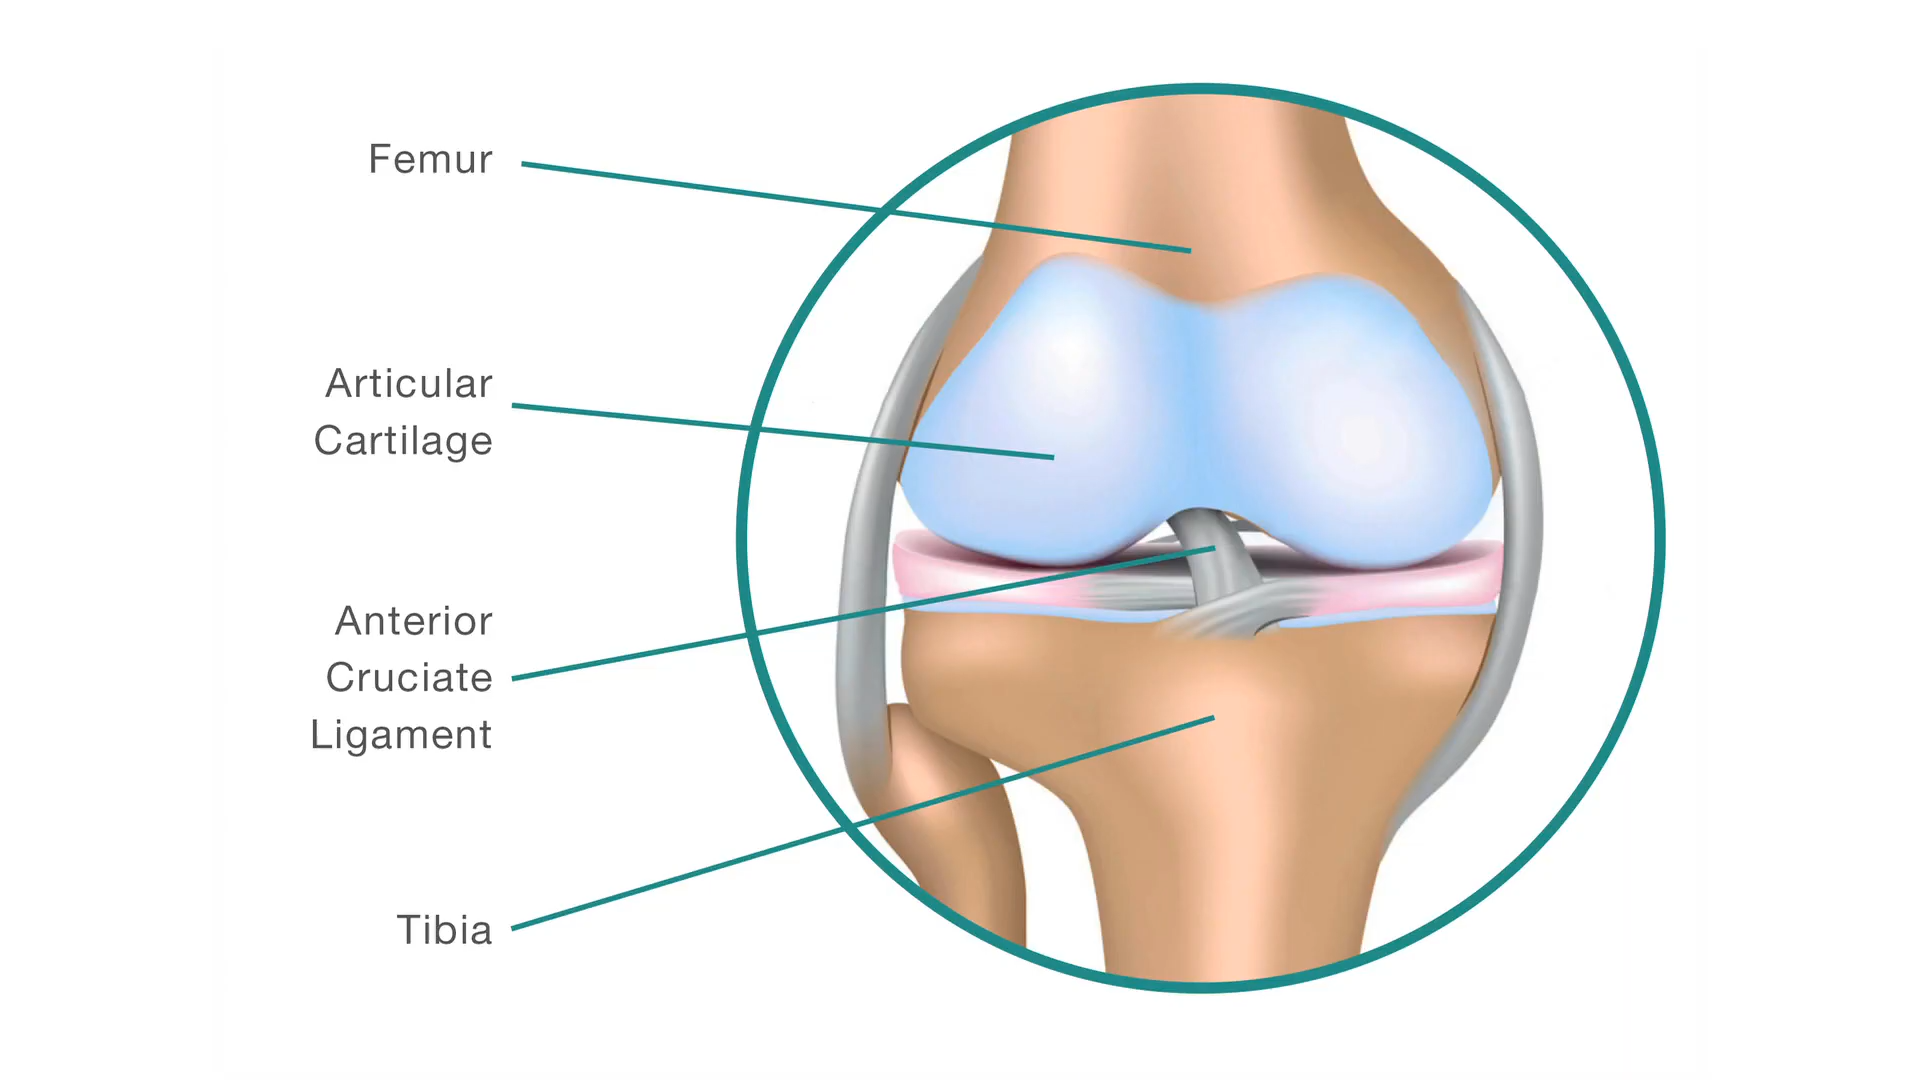 Femur
Articular
Cartilage
Anterior
Cruciate
Ligament
Tibia